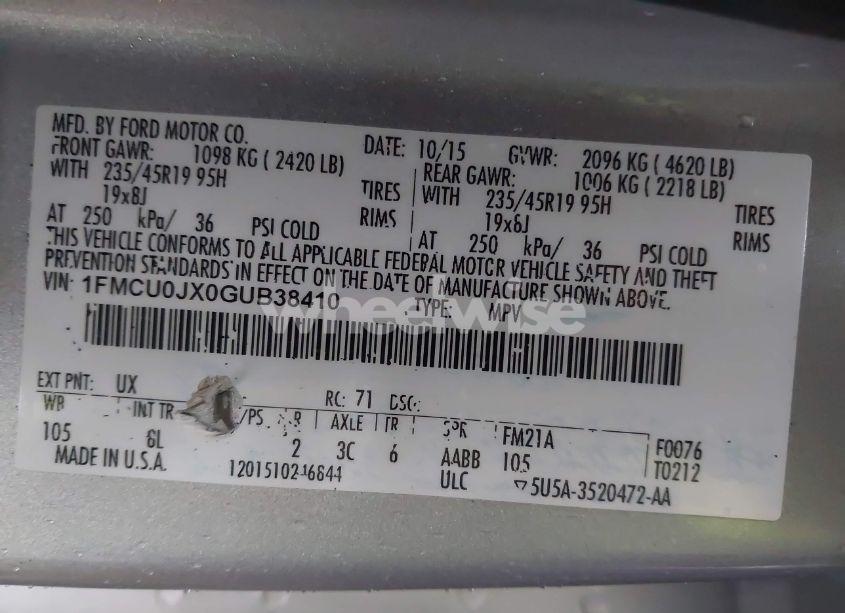 MFD. BY FORD MOTOR CO.
DATE: 10/15 GVWR: 2096 KG ( 4620 LB)
FRONT GAWR: 1098 KG ( 2420 LB)
WITH 235/45R19 95H TIRES
19x8J RIMS
AT 250 kPa/ 36 PSI COLD
REAR GAWR: 1006 KG ( 2218 LB)
WITH 235/45R19 95H TIRES
19x8J RIMS
AT 250 kPa/ 36 PSI COLD
THIS VEHICLE CONFORMS TO ALL APPLICABLE FEDERAL MOTOR VEHICLE SAFETY AND THEFT
PREVENTION STANDARDS IN EFFECT ON THE DATE OF MANUFACTURE SHOWN ABOVE.
VIN: 1FMCU0JX0GUB38410 TYPE: MPV
wheelwise
EXT PNT: UX RC: 71 DSO:
WB INT TR /PS R AXLE TR SPR FM21A F0076
105 6L 2 3C 6 AABB 105 T0212
MADE IN U.S.A. ULC 5U5A-3520472-AA